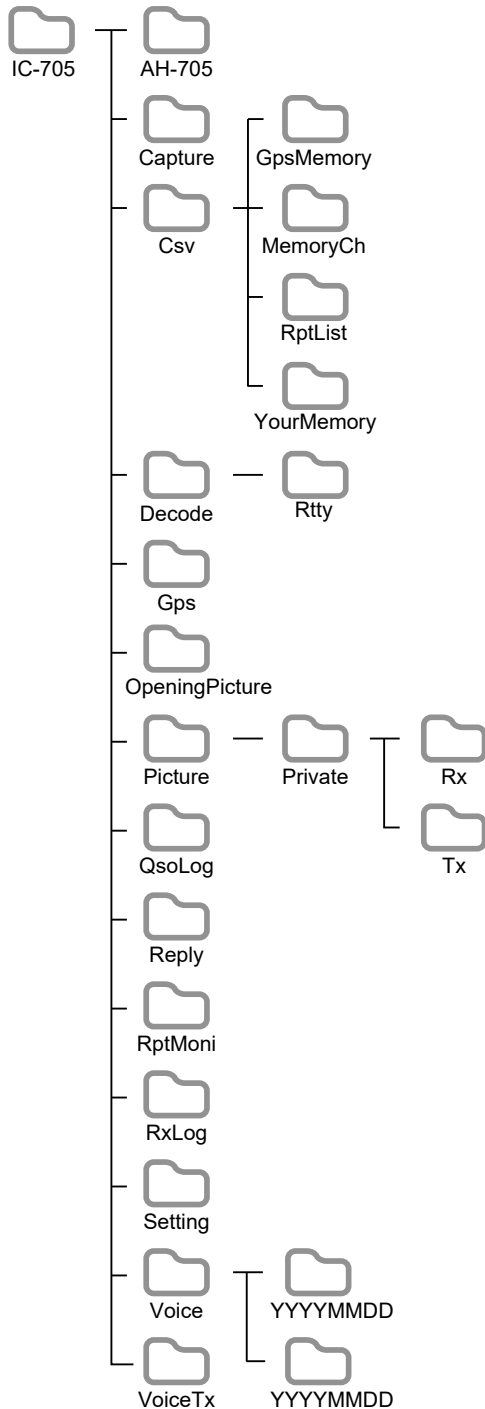 IC-705
AH-705
Capture
GpsMemory
Csv
MemoryCh
RptList
YourMemory
Decode
Rtty
Gps
OpeningPicture
Picture
Private
Rx
QsoLog
Tx
Reply
RptMoni
RxLog
Setting
Voice
YYYYMMDD
VoiceTx
YYYYMMDD